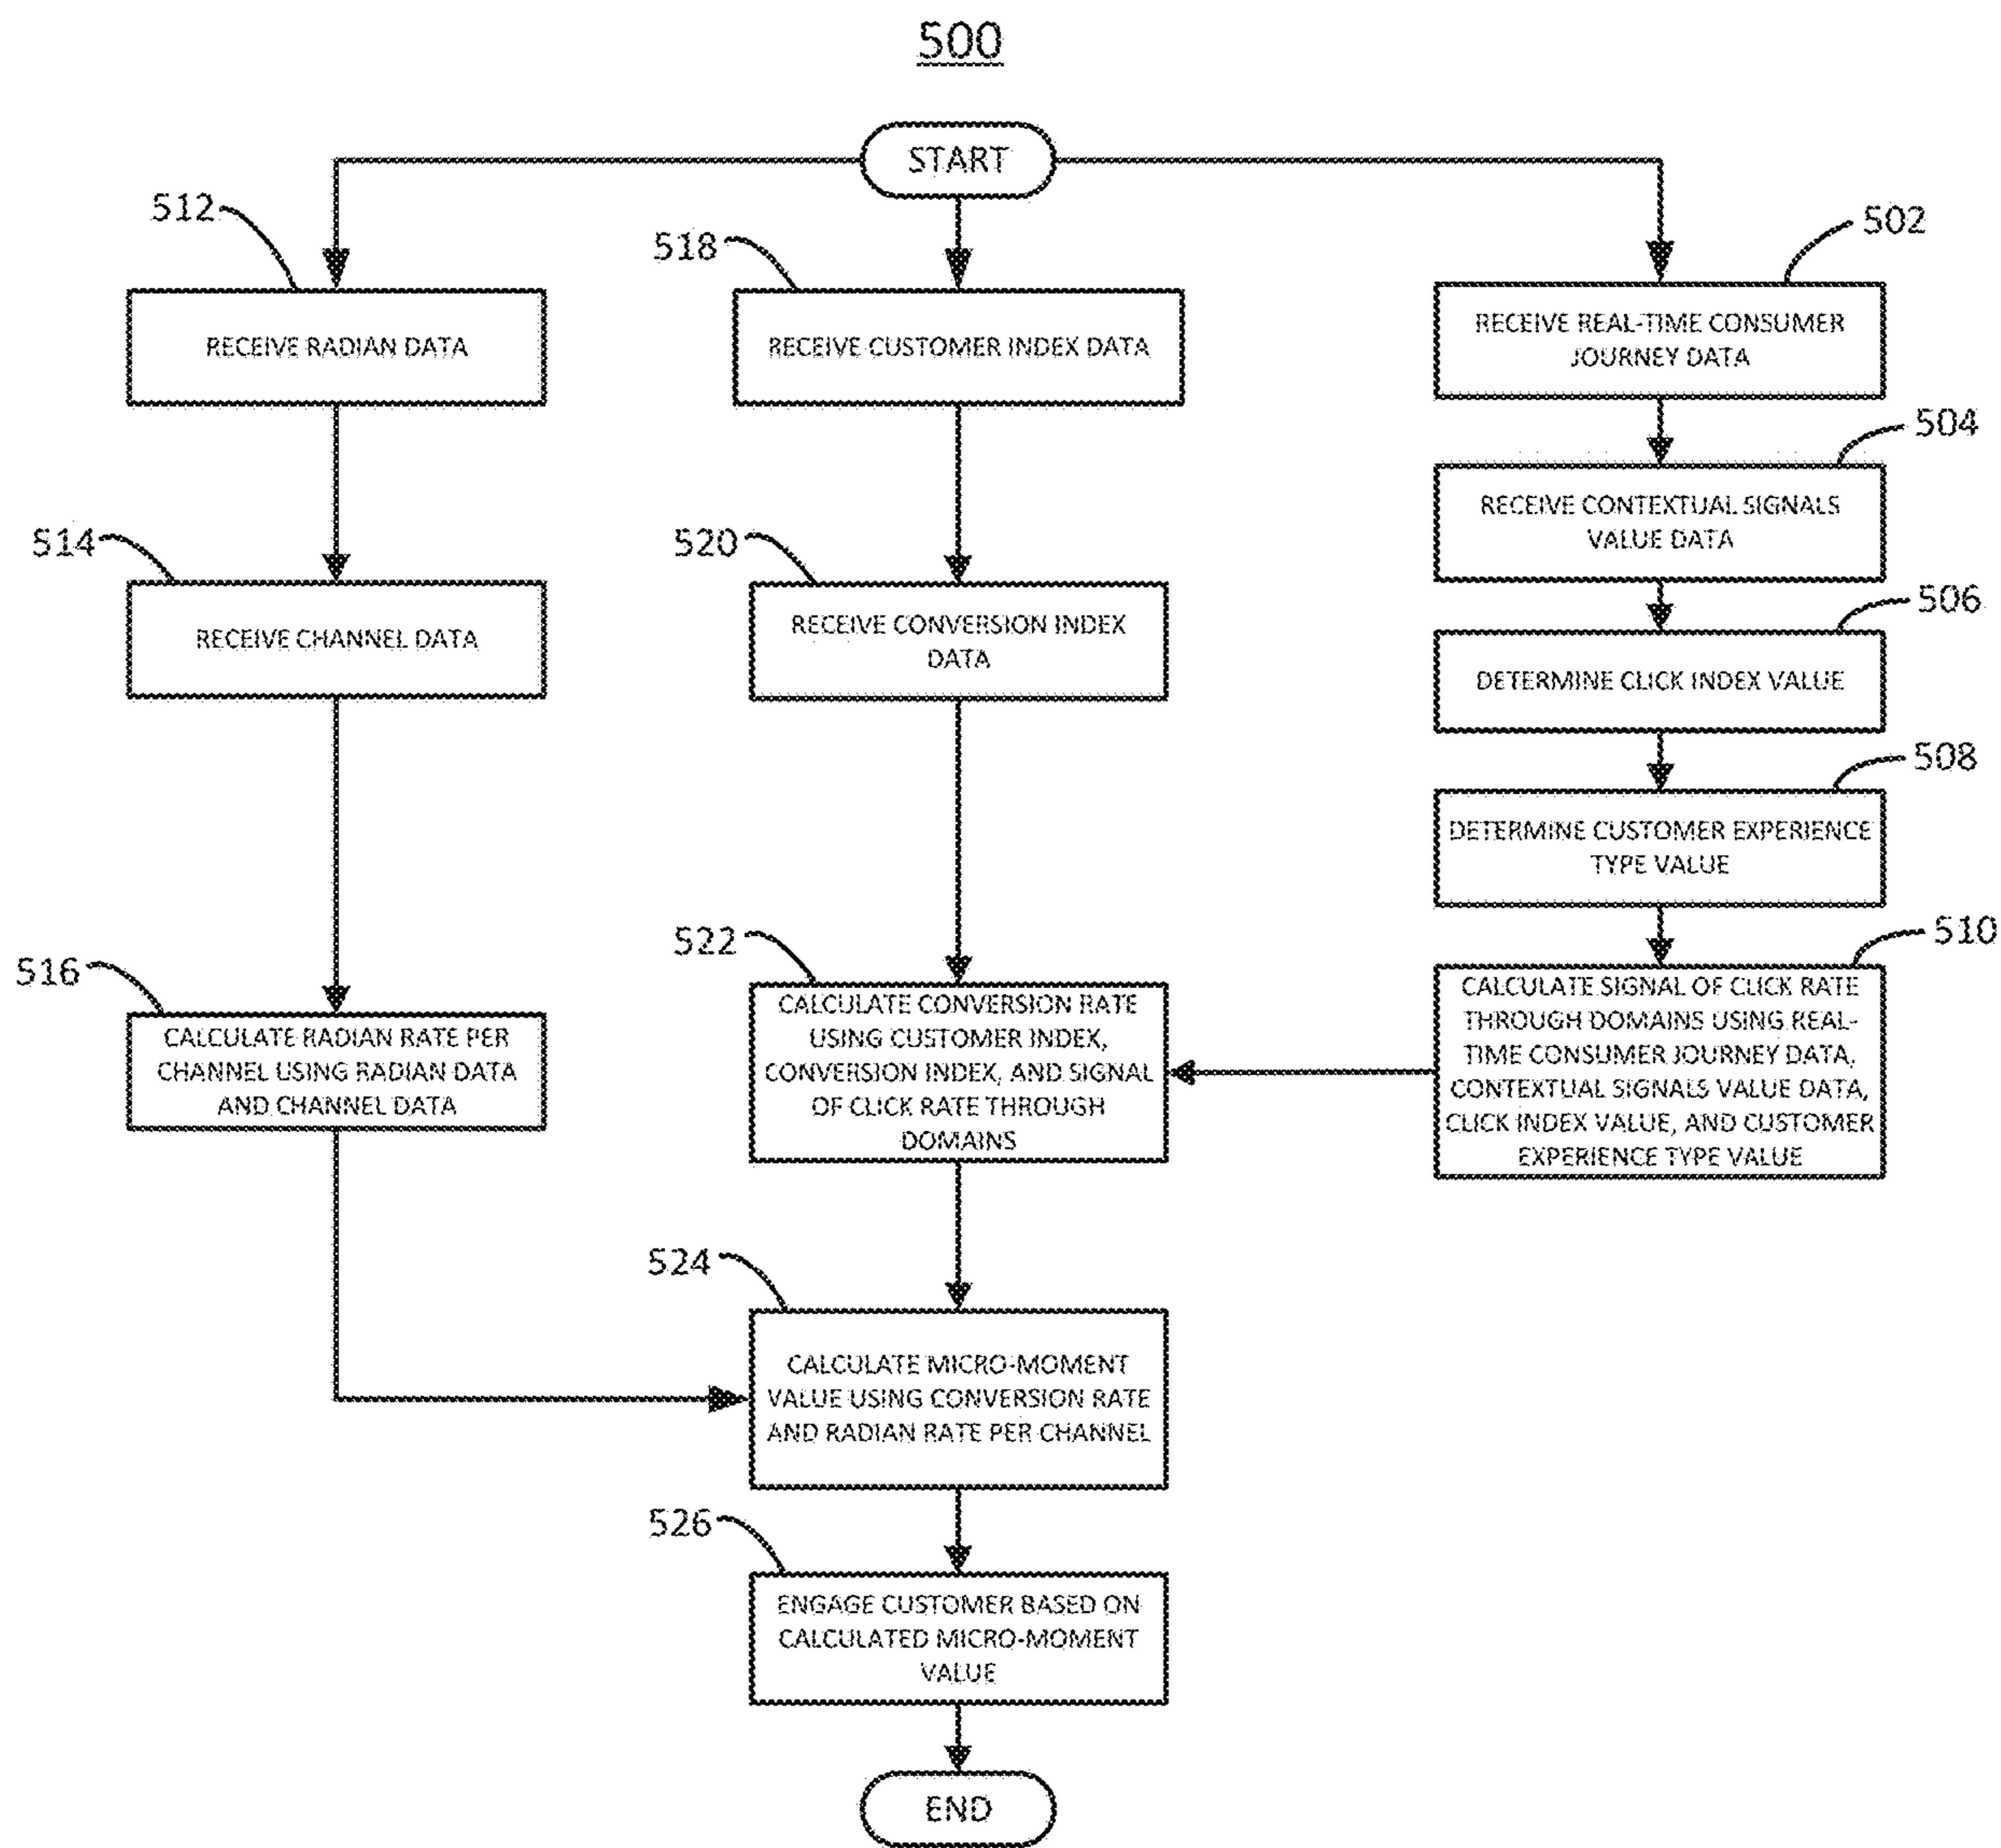 500
START
512
RECEIVE RADIAN DATA
514
RECEIVE CHANNEL DATA
516
CALCULATE RADIAN RATE PER
CHANNEL USING RADIAN DATA
AND CHANNEL DATA
518
RECEIVE CUSTOMER INDEX DATA
520
RECEIVE CONVERSION INDEX
DATA
522
CALCULATE CONVERSION RATE
USING CUSTOMER INDEX,
CONVERSION INDEX, AND SIGNAL
OF CLICK RATE THROUGH
DOMAINS
502
RECEIVE REAL-TIME CONSUMER
JOURNEY DATA
504
RECEIVE CONTEXTUAL SIGNALS
VALUE DATA
506
DETERMINE CLICK INDEX VALUE
508
DETERMINE CUSTOMER EXPERIENCE
TYPE VALUE
510
CALCULATE SIGNAL OF CLICK RATE
THROUGH DOMAINS USING REAL-
TIME CONSUMER JOURNEY DATA,
CONTEXTUAL SIGNALS VALUE DATA,
CLICK INDEX VALUE, AND CUSTOMER
EXPERIENCE TYPE VALUE
524
CALCULATE MICRO-MOMENT
VALUE USING CONVERSION RATE
AND RADIAN RATE PER CHANNEL
526
ENGAGE CUSTOMER BASED ON
CALCULATED MICRO-MOMENT
VALUE
END